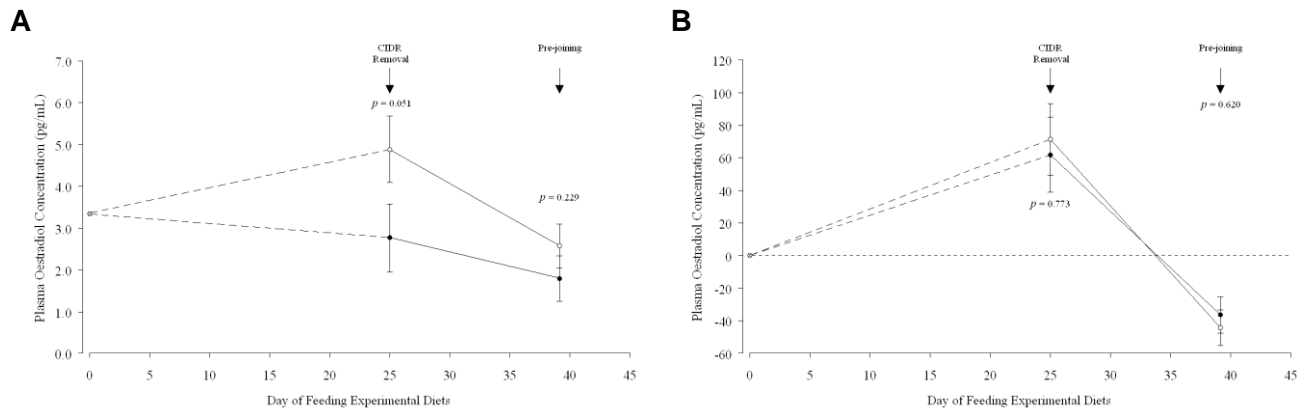 A
CIDR
Removal
Pre-joining
7.0
6.0
5.0
4.0
3.0
2.0
1.0
0.0
p = 0.051
p = 0.229
Plasma Oestradiol Concentration (pg/mL)
0 5 10 15 20 25 30 35 40 45
Day of Feeding Experimental Diets
B
CIDR
Removal
Pre-joining
120
100
80
60
40
20
0
-20
-40
-60
p = 0.620
p = 0.773
Plasma Oestradiol Concentration (pg/mL)
0 5 10 15 20 25 30 35 40 45
Day of Feeding Experimental Diets